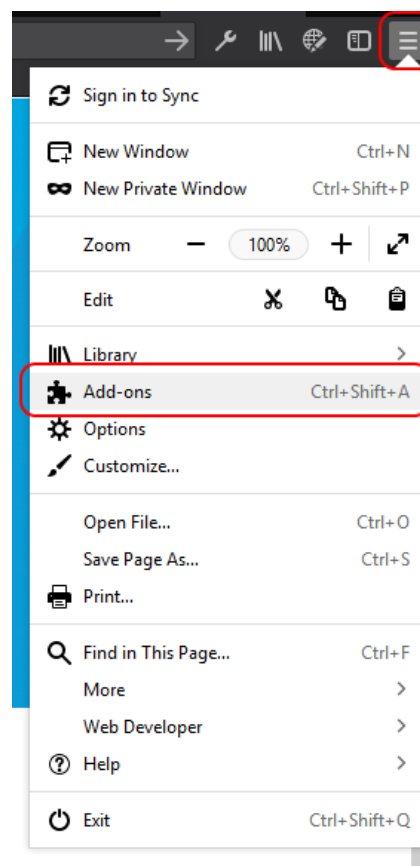 Sign in to Sync
New Window Ctrl+N
New Private Window Ctrl+Shift+P
Zoom 100%
Edit
Library
Add-ons Ctrl+Shift+A
Options
Customize...
Open File... Ctrl+O
Save Page As... Ctrl+S
Print...
Find in This Page... Ctrl+F
More
Web Developer
Help
Exit Ctrl+Shift+Q